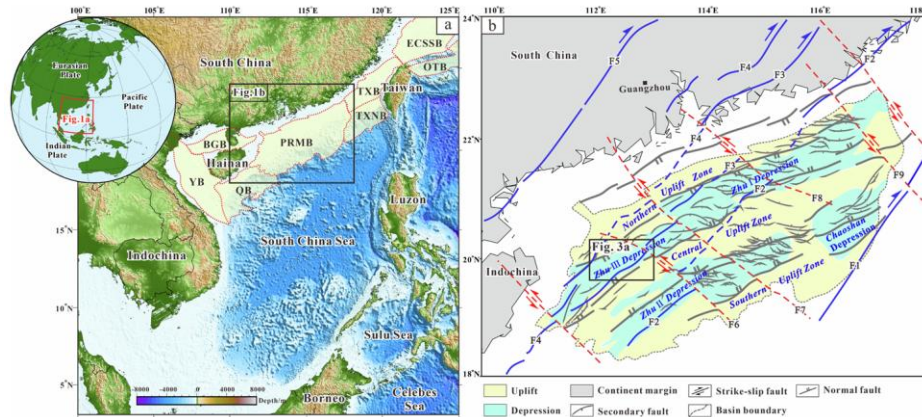 100°E
105°E
110°E
115°E
120°E
a
20°N
15°N
10°N
5°N
Eurasian
Plate
Pacific
Plate
Fig.1a
Indian
Plate
South China
Fig.1b
ECSSB
OTB
Taiwan
TXB
TXNB
BGB
PRMB
Hainan
YB
QB
Luzon
South China Sea
Indochina
Sulu Sea
Borneo
Celebes
Sea
-8000
-4000
0
4000
8000
Depth/m
b
110°E
112°
114°
116°
118°
24°N
22°N
20°N
18°N
South China
Guangzhou
F5
F4
F3
F2
F4
F3
Northern Uplift Zone
Zhu I Depression
F2
F8
F9
Central Uplift Zone
Chaoshan
Depression
Fig. 3a
Zhu III Depression
Indochina
Zhu II Depression
Southern Uplift Zone
F1
F2
F4
F6
F7
Uplift
Continent margin
Strike-slip fault
Normal fault
Depression
Secondary fault
Basin boundary